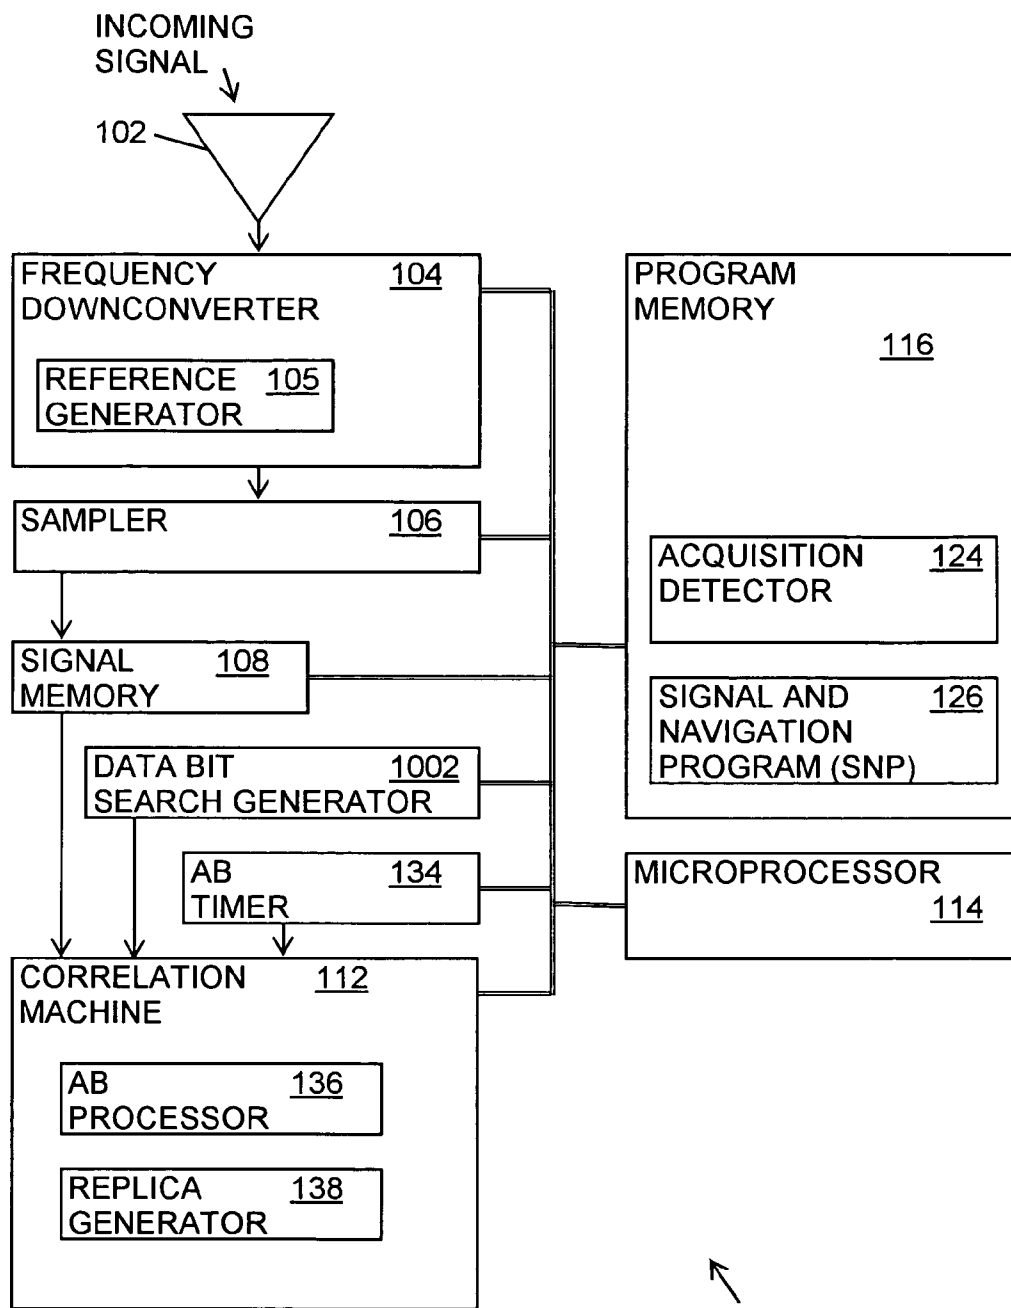 INCOMING
SIGNAL
102
FREQUENCY 104
DOWNCONVERTER
REFERENCE 105
GENERATOR
SAMPLER 106
SIGNAL 108
MEMORY
DATA BIT 1002
SEARCH GENERATOR
AB 134
TIMER
CORRELATION 112
MACHINE
AB 136
PROCESSOR
REPLICA 138
GENERATOR
PROGRAM
MEMORY
116
ACQUISITION 124
DETECTOR
SIGNAL AND 126
NAVIGATION
PROGRAM (SNP)
MICROPROCESSOR
114